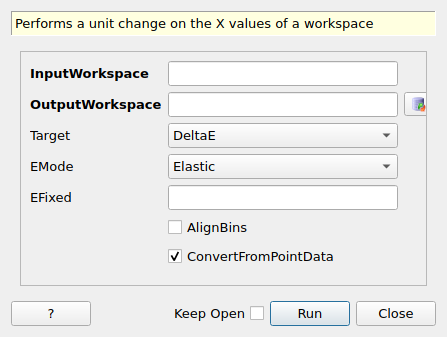 Performs a unit change on the X values of a workspace
InputWorkspace
OutputWorkspace
Target DeltaE
EMode Elastic
EFixed
AlignBins
ConvertFromPointData
? Keep Open Run Close